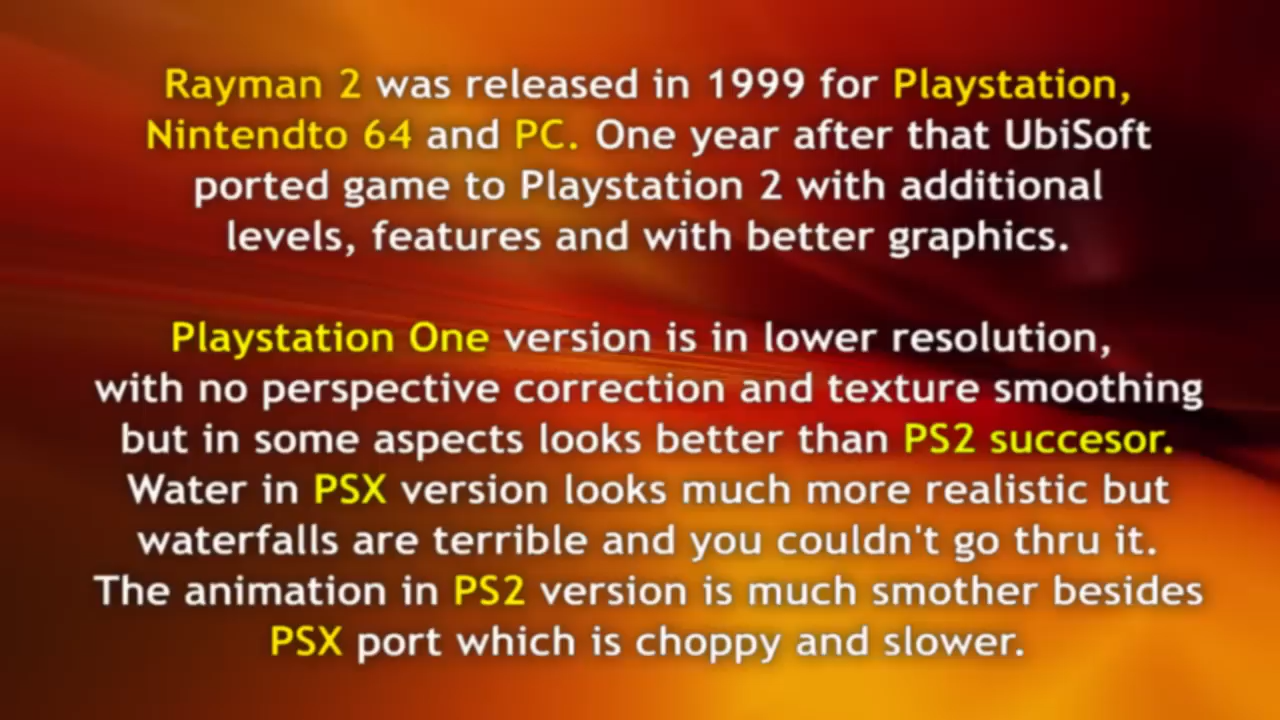 Rayman 2 was released in 1999 for Playstation,
Nintendto 64 and PC. One year after that UbiSoft
ported game to Playstation 2 with additional
levels, features and with better graphics.
Playstation One version is in lower resolution,
with no perspective correction and texture smoothing
but in some aspects looks better than PS2 succesor.
Water in PSX version looks much more realistic but
waterfalls are terrible and you couldn't go thru it.
The animation in PS2 version is much smother besides
PSX port which is choppy and slower.